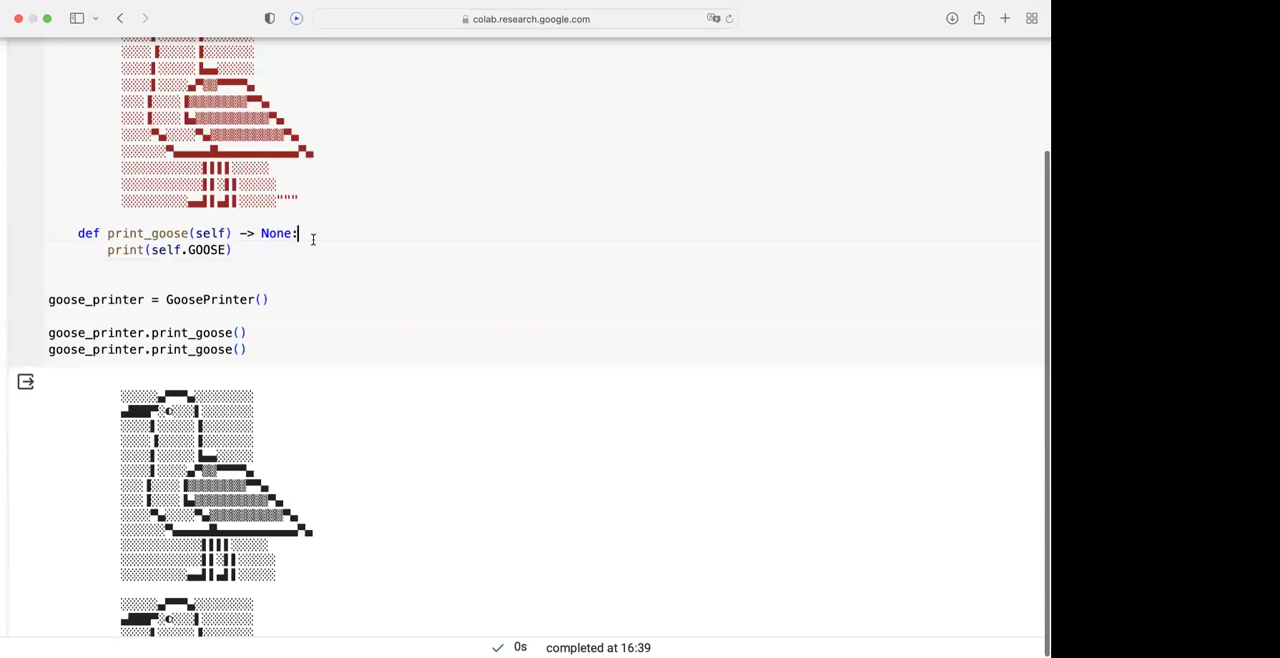 colab.research.google.com
"""
def print_goose(self) -> None:
print(self.GOOSE)
goose_printer = GoosePrinter()
goose_printer.print_goose()
goose_printer.print_goose()
0s completed at 16:39